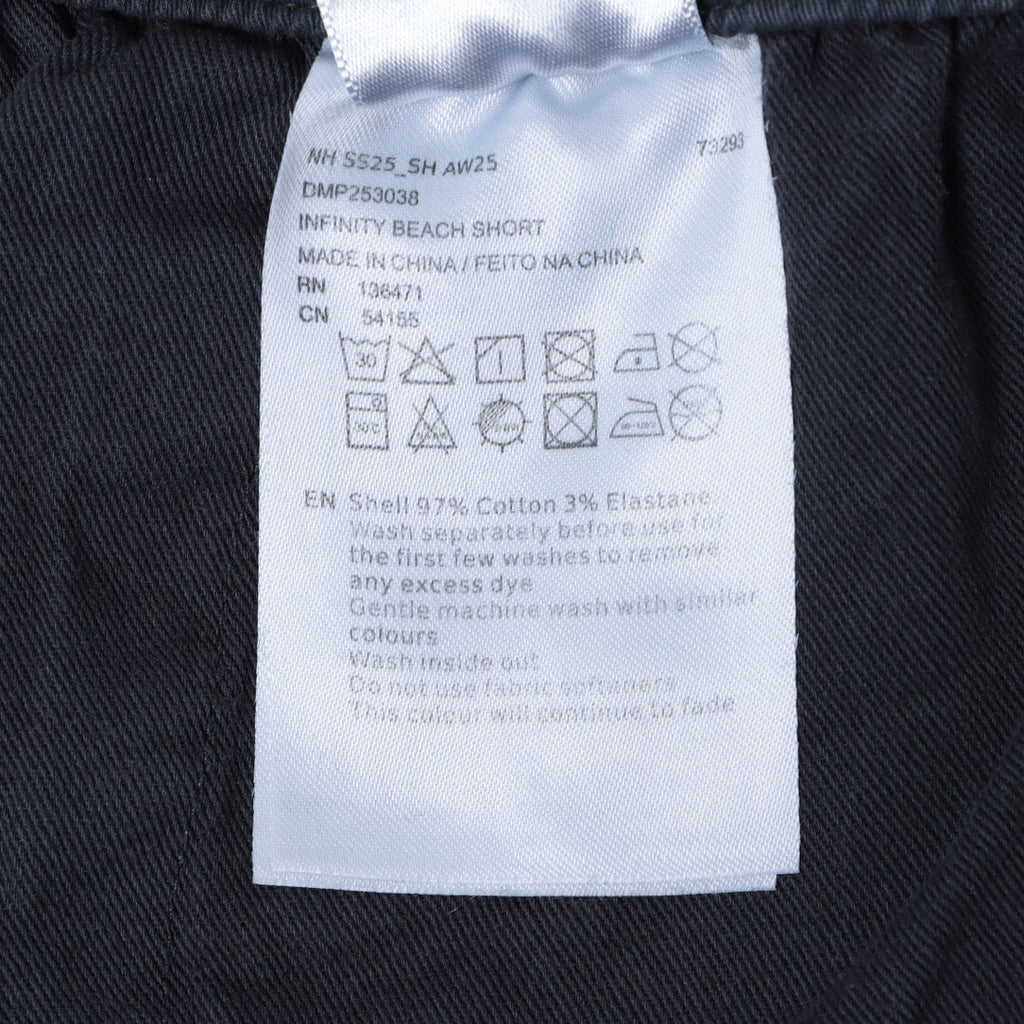 NH SS25_SH AW25 73293
DMP253038
INFINITY BEACH SHORT
MADE IN CHINA / FEITO NA CHINA
RN 136471
CN 54155
30
EN Shell 97% Cotton 3% Elastane
Wash separately before use for
the first few washes to remove
any excess dye
Gentle machine wash with similar
colours
Wash inside out
Do not use fabric softeners
This colour will continue to fade